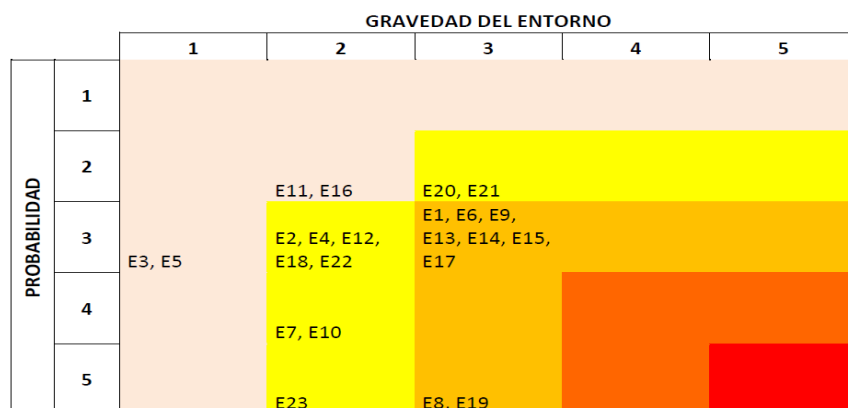 GRAVEDAD DEL ENTORNO
1 2 3 4 5
PROBABILIDAD
1
2
E11, E16
E20, E21
3
E3, E5
E2, E4, E12,
E18, E22
E1, E6, E9,
E13, E14, E15,
E17
4
E7, E10
5
E23
E8, E19